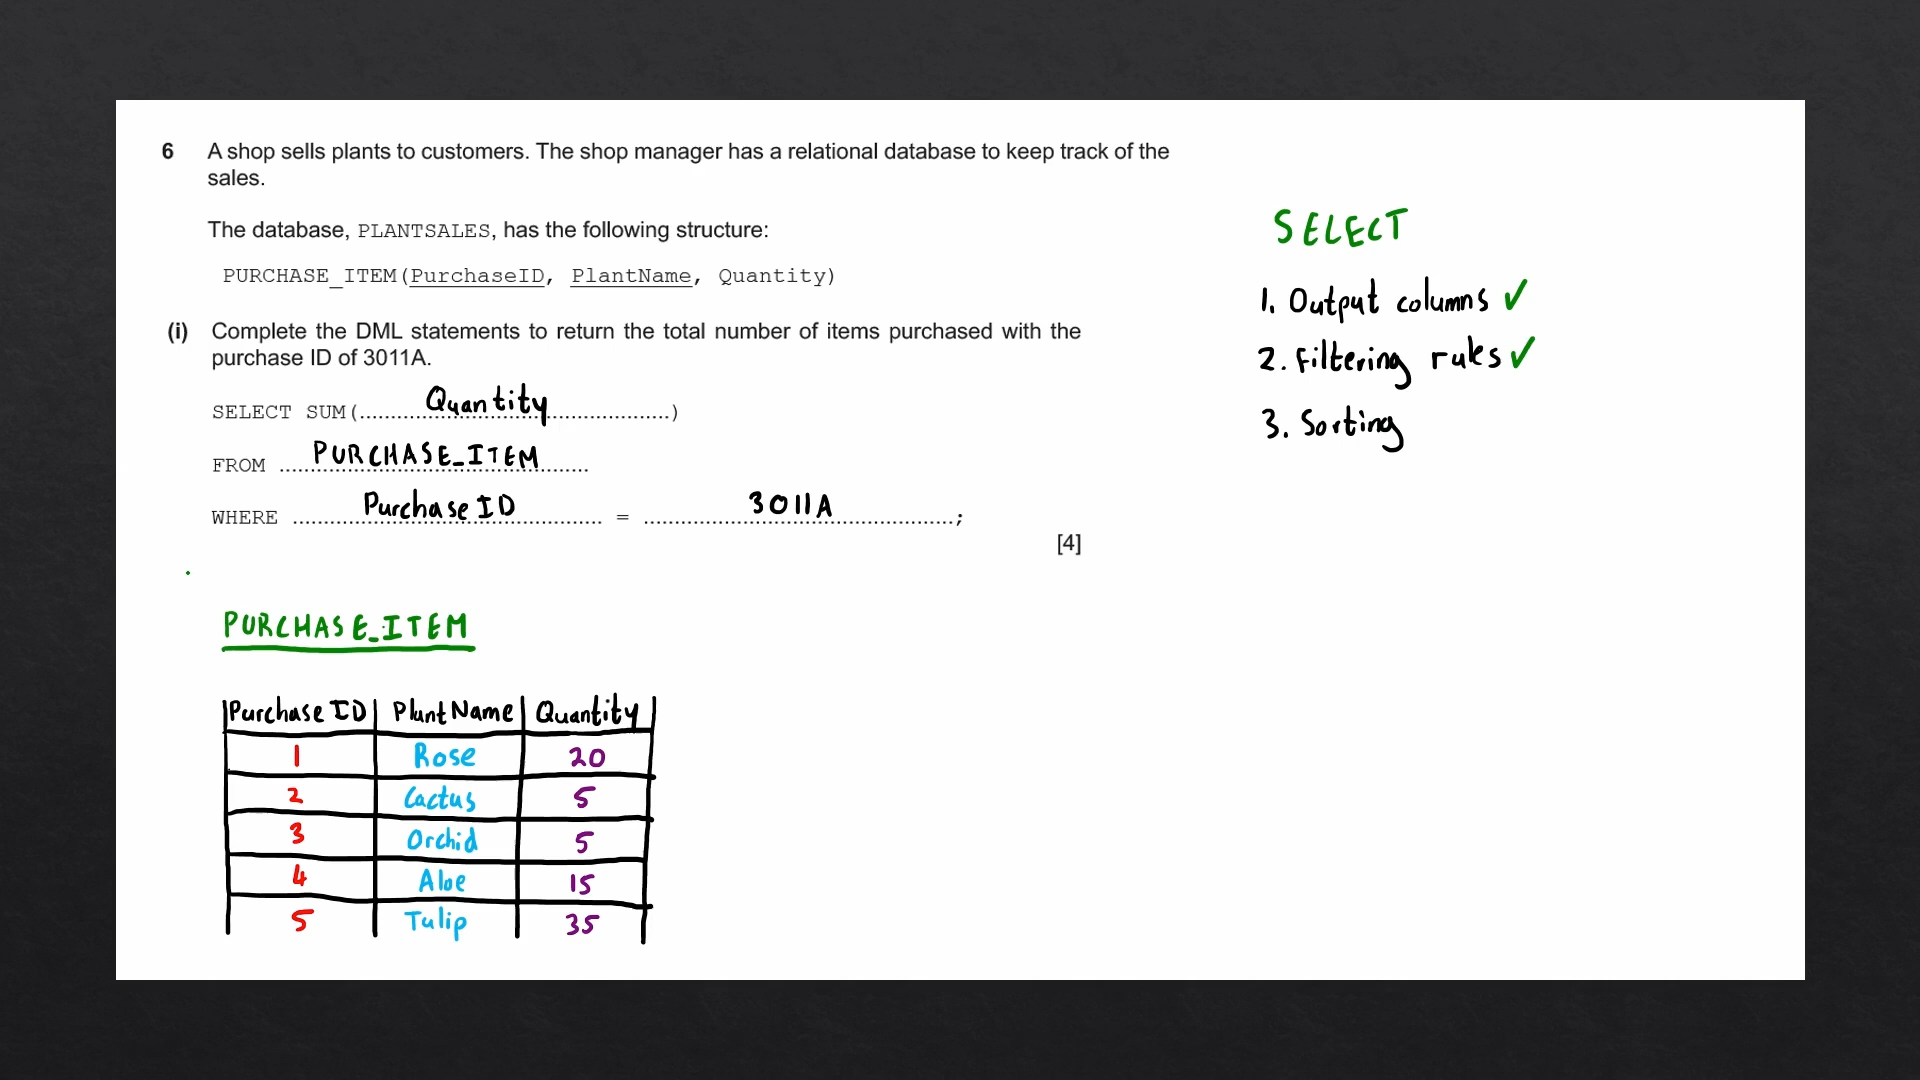 6 A shop sells plants to customers. The shop manager has a relational database to keep track of the
sales.
The database, PLANTSALES, has the following structure:
PURCHASE_ITEM(PurchaseID, PlantName, Quantity)
(i) Complete the DML statements to return the total number of items purchased with the
purchase ID of 3011A.
SELECT SUM(.....Quantity.....)
FROM .....PURCHASE_ITEM.....
WHERE .....PurchaseID..... = .....3011A.....;
[4]
SELECT
1. Output columns ✓
2. Filtering rules ✓
3. Sorting
PURCHASE_ITEM
PurchaseID PlantName Quantity
1 Rose 20
2 Cactus 5
3 Orchid 5
4 Aloe 15
5 Tulip 35